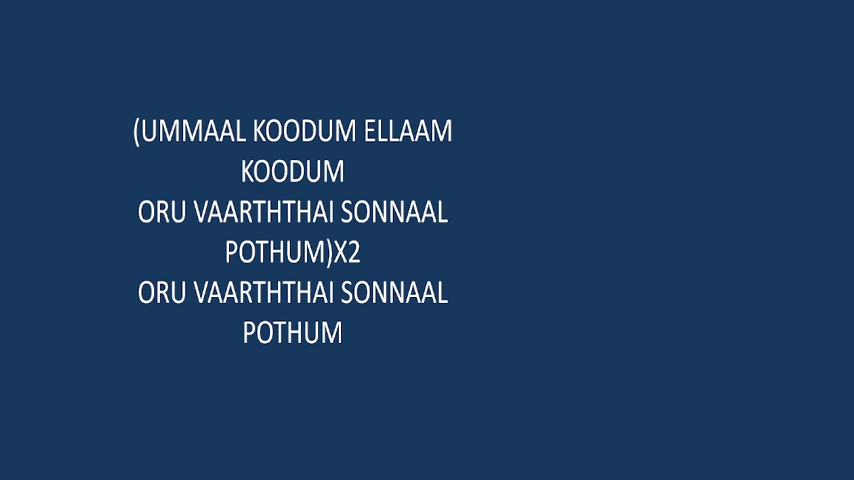 (UMMAAL KOODUM ELLAAM
KOODUM
ORU VAARTHTHAI SONNAAL
POTHUM)X2
ORU VAARTHTHAI SONNAAL
POTHUM